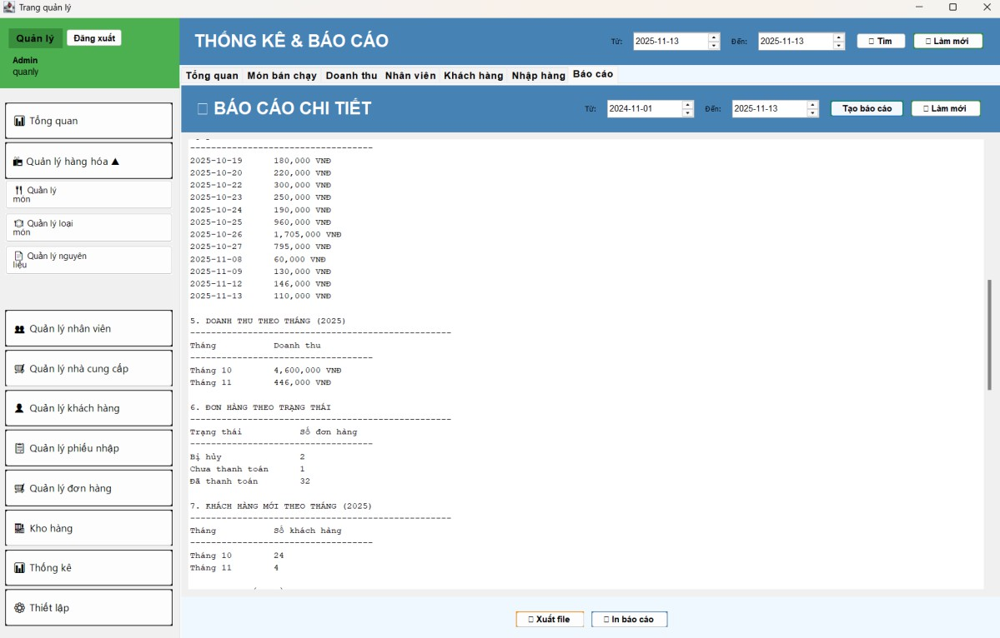 Trang quản lý
Quản lý
Đăng xuất
Admin
quanly
Tổng quan
Quản lý hàng hóa ▲
Quản lý
món
Quản lý loại
món
Quản lý nguyên
liệu
Quản lý nhân viên
Quản lý nhà cung cấp
Quản lý khách hàng
Quản lý phiếu nhập
Quản lý đơn hàng
Kho hàng
Thống kê
Thiết lập
THỐNG KÊ & BÁO CÁO
Từ: 2025-11-13 Đến: 2025-11-13 Tìm Làm mới
Tổng quan Món bán chạy Doanh thu Nhân viên Khách hàng Nhập hàng Báo cáo
BÁO CÁO CHI TIẾT
Từ: 2024-11-01 Đến: 2025-11-13 Tạo báo cáo Làm mới
-----------------------------------
2025-10-19 180,000 VNĐ
2025-10-20 220,000 VNĐ
2025-10-22 300,000 VNĐ
2025-10-23 250,000 VNĐ
2025-10-24 190,000 VNĐ
2025-10-25 960,000 VNĐ
2025-10-26 1,705,000 VNĐ
2025-10-27 795,000 VNĐ
2025-11-08 60,000 VNĐ
2025-11-09 130,000 VNĐ
2025-11-12 146,000 VNĐ
2025-11-13 110,000 VNĐ
5. DOANH THU THEO THÁNG (2025)
--------------------------------------------------
Tháng Doanh thu
-----------------------------------
Tháng 10 4,600,000 VNĐ
Tháng 11 446,000 VNĐ
6. ĐƠN HÀNG THEO TRẠNG THÁI
--------------------------------------------------
Trạng thái Số đơn hàng
-----------------------------------
Bị hủy 2
Chưa thanh toán 1
Đã thanh toán 32
7. KHÁCH HÀNG MỚI THEO THÁNG (2025)
--------------------------------------------------
Tháng Số khách hàng
-----------------------------------
Tháng 10 24
Tháng 11 4
Xuất file
In báo cáo